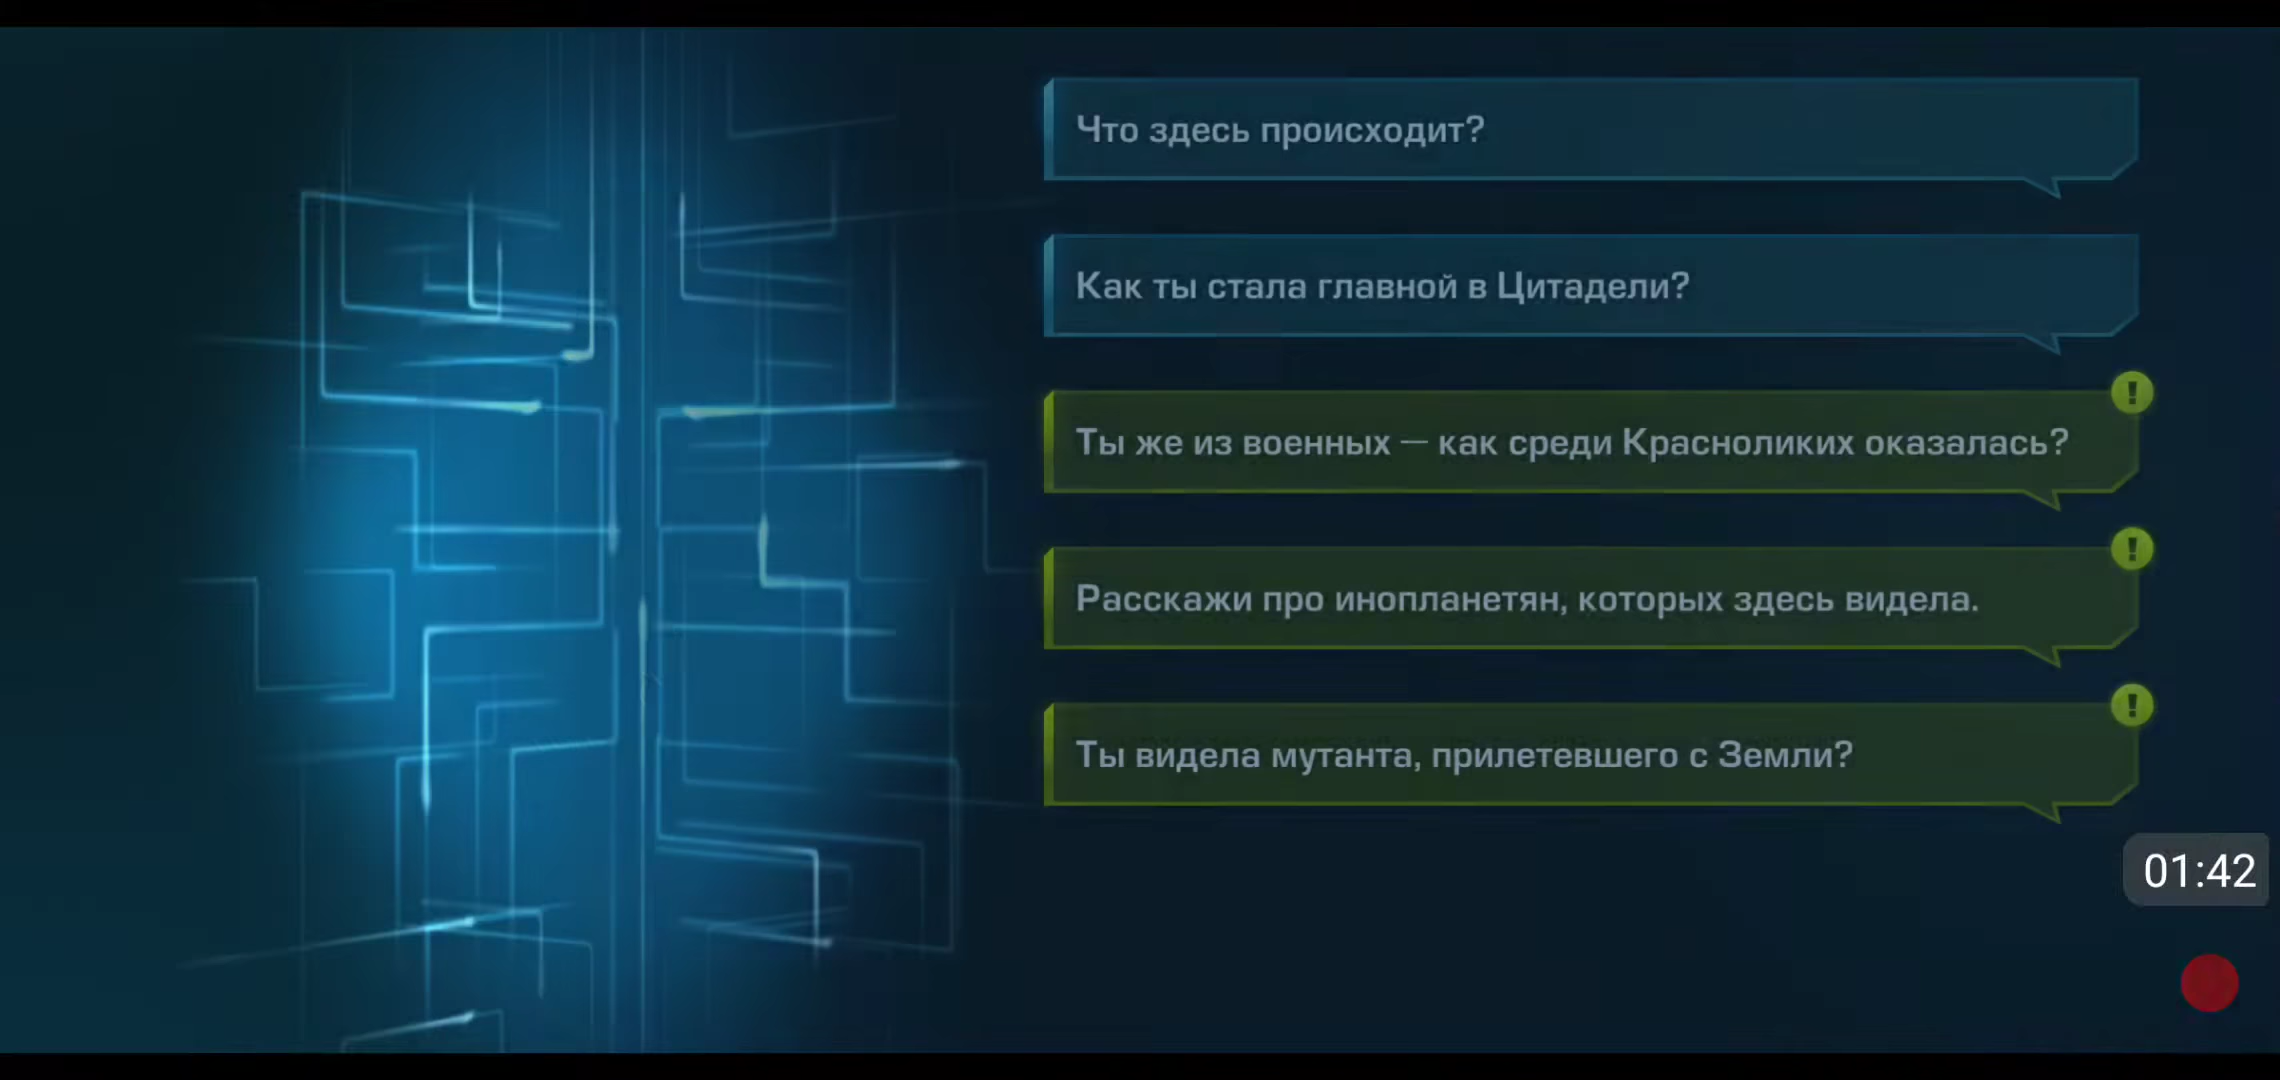 Что здесь происходит?
Как ты стала главной в Цитадели?
Ты же из военных — как среди Красноликих оказалась?
Расскажи про инопланетян, которых здесь видела.
Ты видела мутанта, прилетевшего с Земли?
01:42